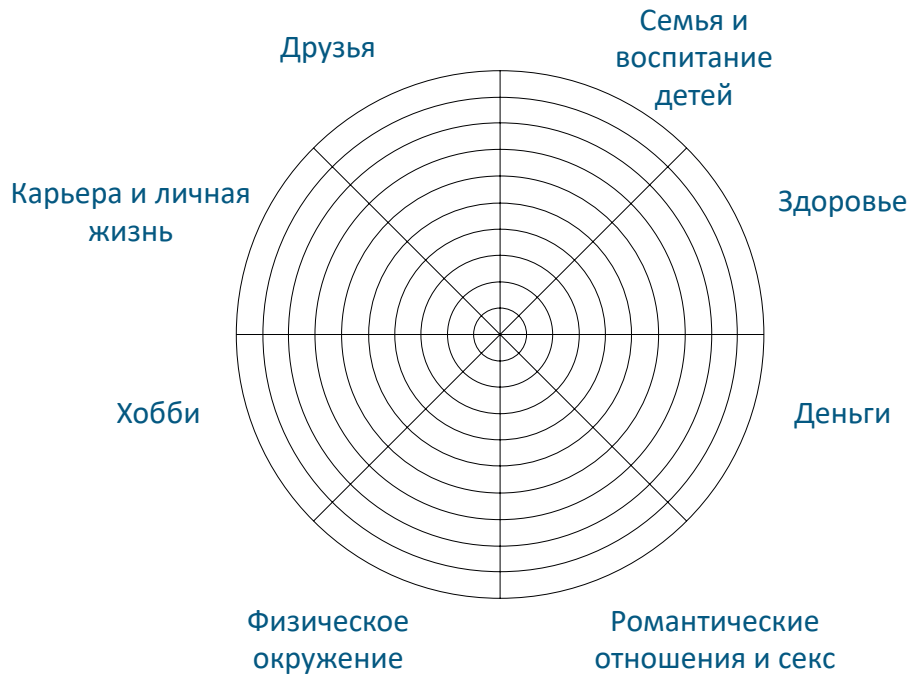 Друзья
Семья и
воспитание
детей
Карьера и личная
жизнь
Здоровье
Хобби
Деньги
Физическое
окружение
Романтические
отношения и секс